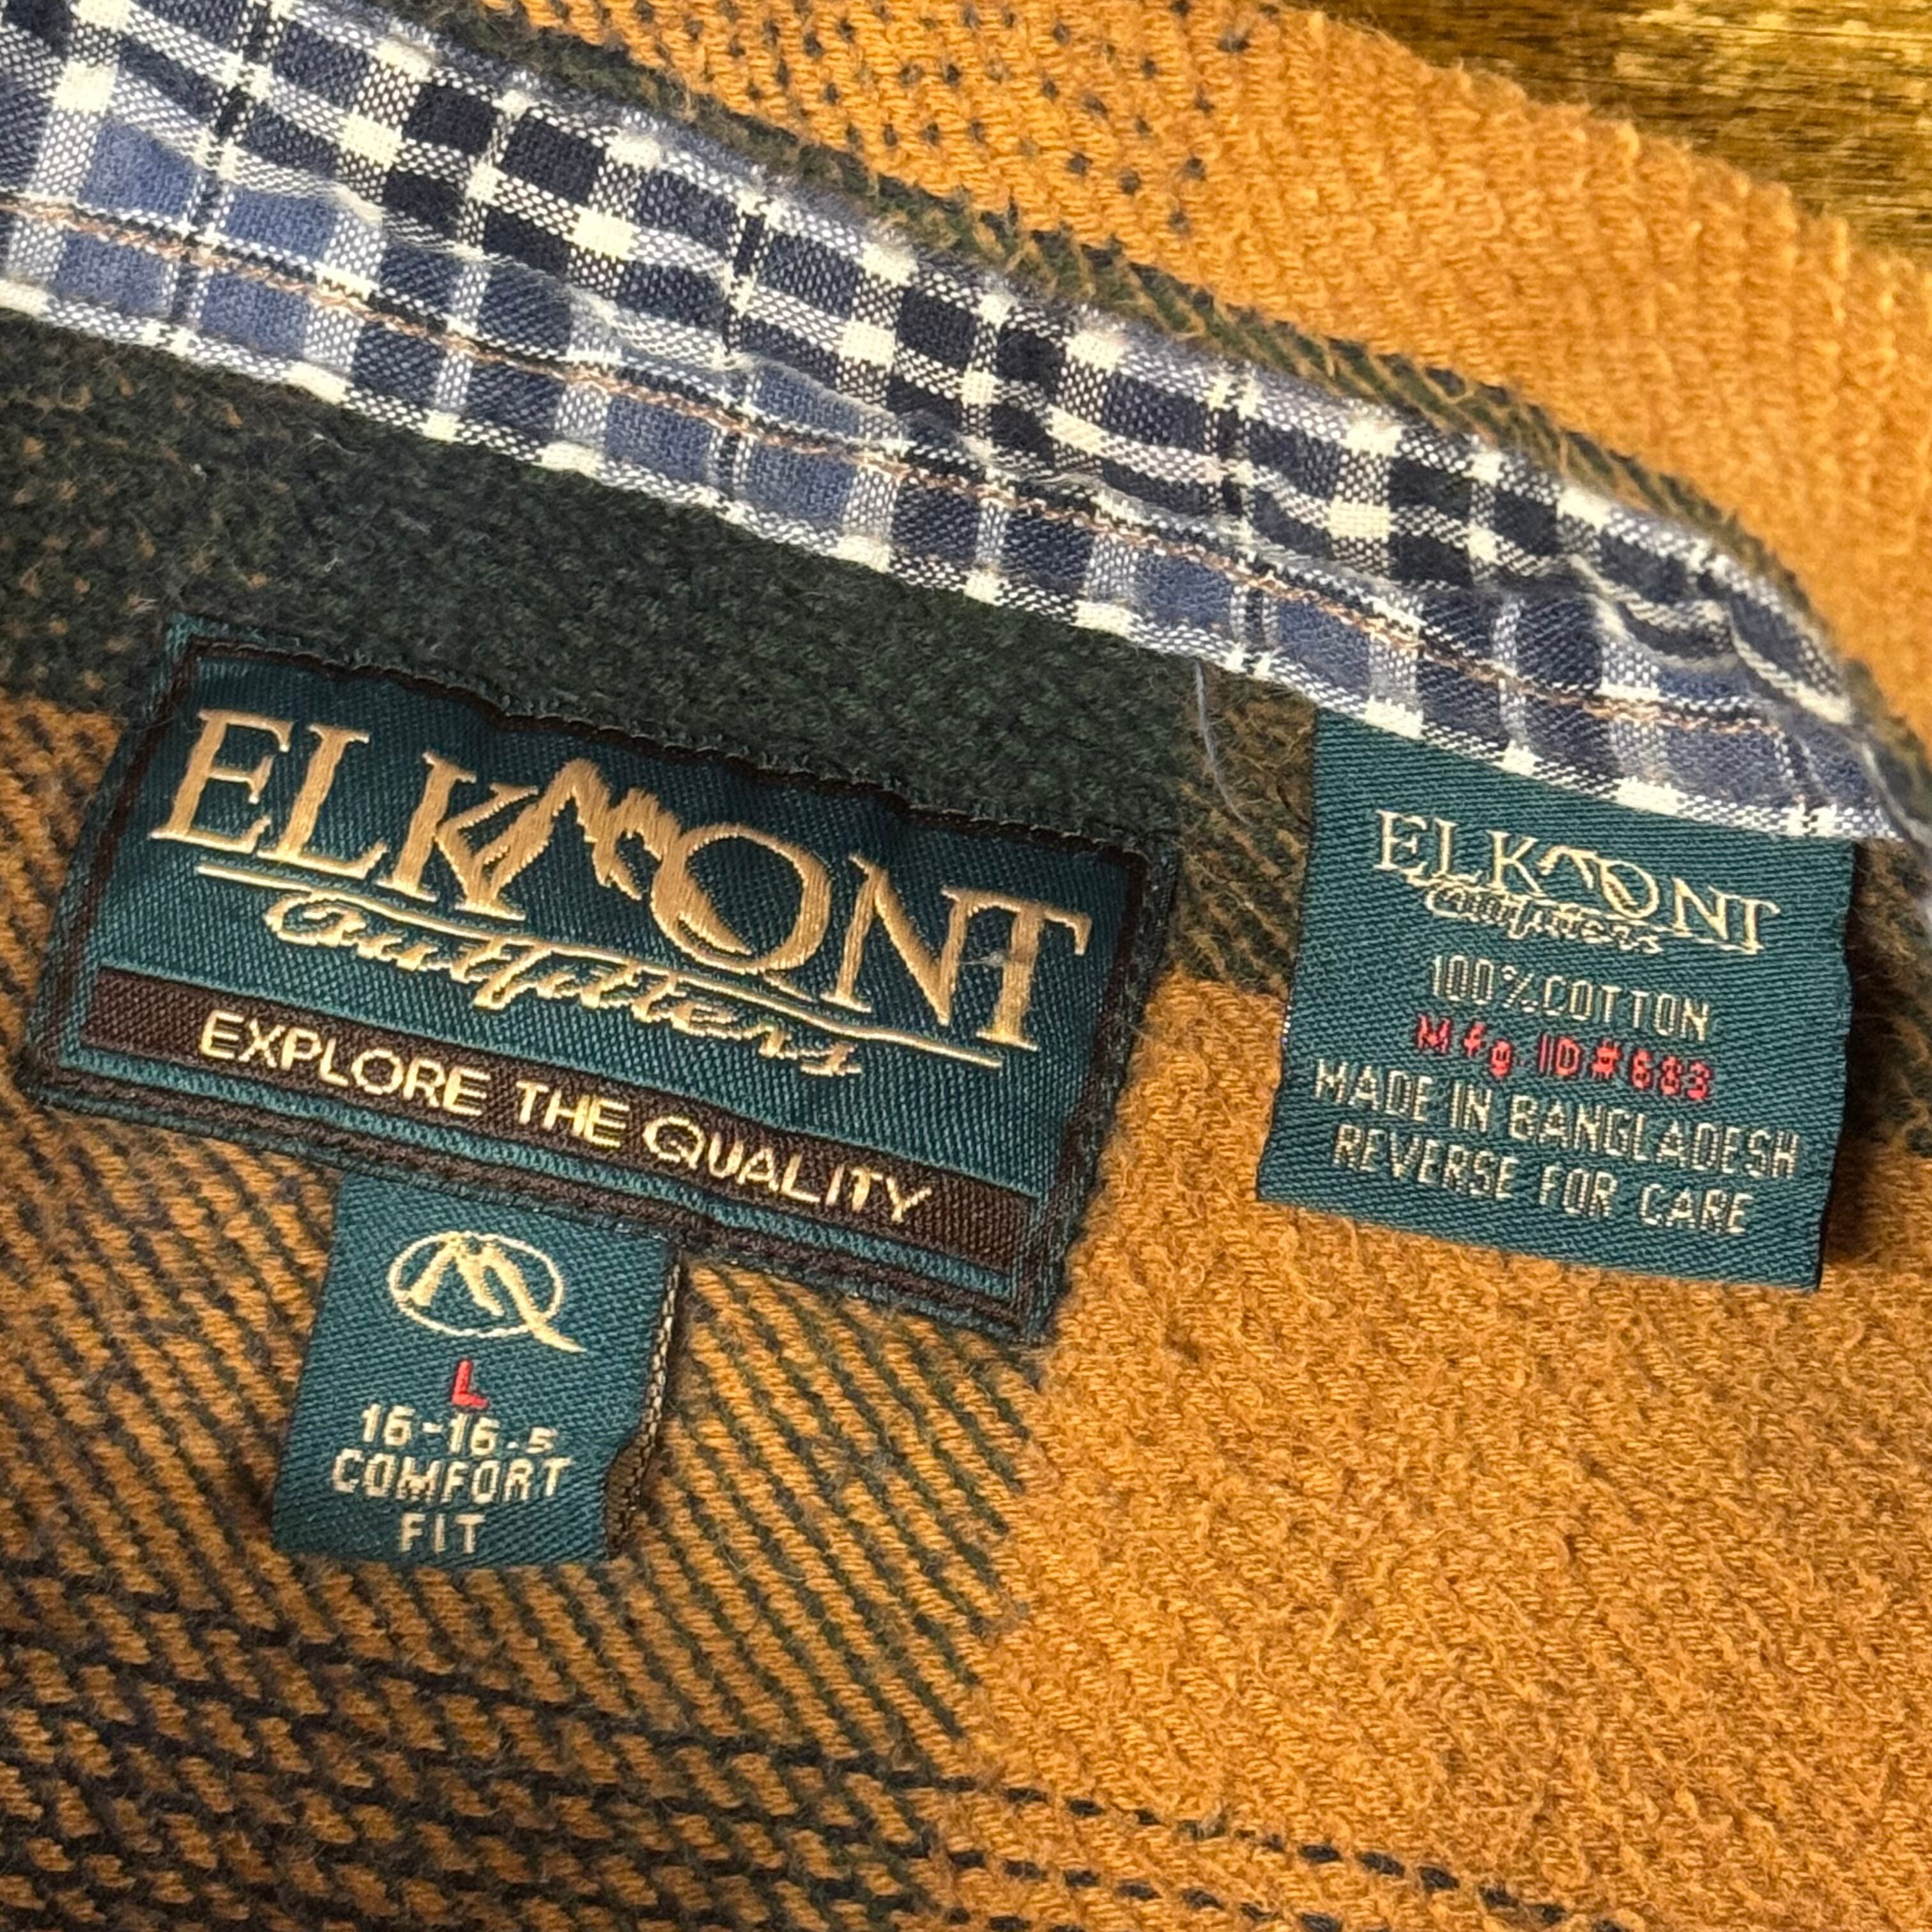 ELKMONT
Outfitters
EXPLORE THE QUALITY
L
16-16.5
COMFORT
FIT
ELKMONT
Outfitters
100%COTTON
Mfg ID#683
MADE IN BANGLADESH
REVERSE FOR CARE